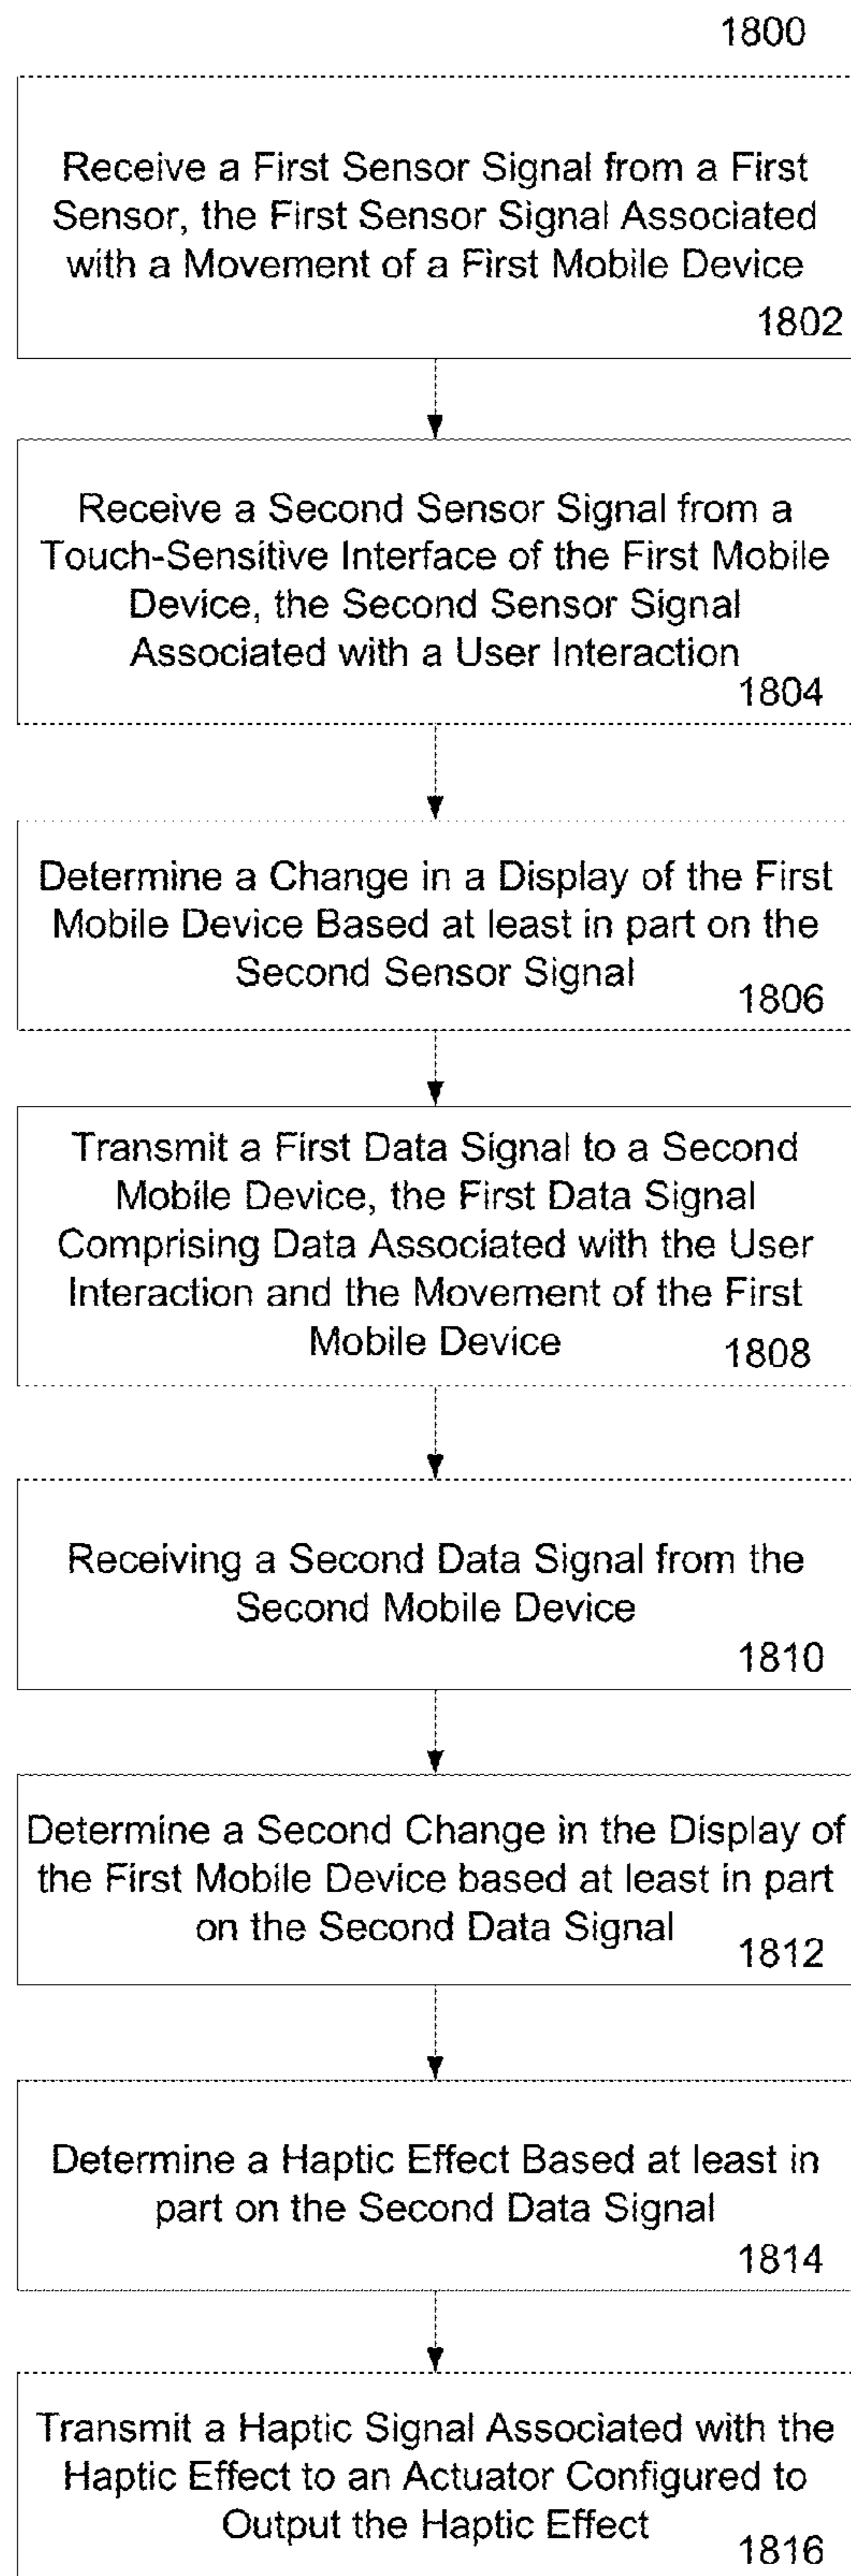 1800
Receive a First Sensor Signal from a First
Sensor, the First Sensor Signal Associated
with a Movement of a First Mobile Device
1802
Receive a Second Sensor Signal from a
Touch-Sensitive Interface of the First Mobile
Device, the Second Sensor Signal
Associated with a User Interaction
1804
Determine a Change in a Display of the First
Mobile Device Based at least in part on the
Second Sensor Signal
1806
Transmit a First Data Signal to a Second
Mobile Device, the First Data Signal
Comprising Data Associated with the User
Interaction and the Movement of the First
Mobile Device
1808
Receiving a Second Data Signal from the
Second Mobile Device
1810
Determine a Second Change in the Display of
the First Mobile Device based at least in part
on the Second Data Signal
1812
Determine a Haptic Effect Based at least in
part on the Second Data Signal
1814
Transmit a Haptic Signal Associated with the
Haptic Effect to an Actuator Configured to
Output the Haptic Effect
1816